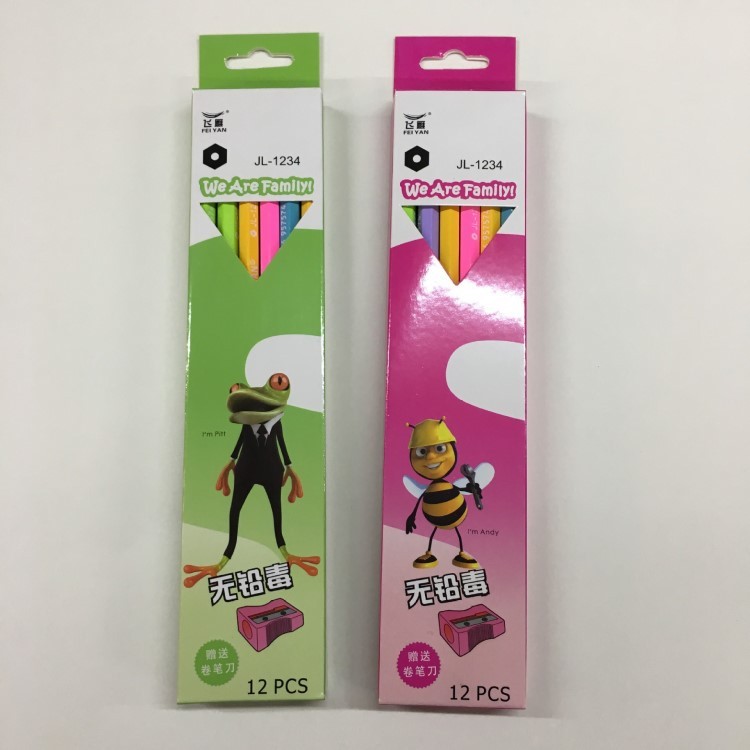 飞雁®
FEI YAN
JL-1234
We Are Family!
I'm Pitt
无铅毒
赠送
卷笔刀
12 PCS
飞雁®
FEI YAN
JL-1234
We Are Family!
I'm Andy
无铅毒
赠送
卷笔刀
12 PCS